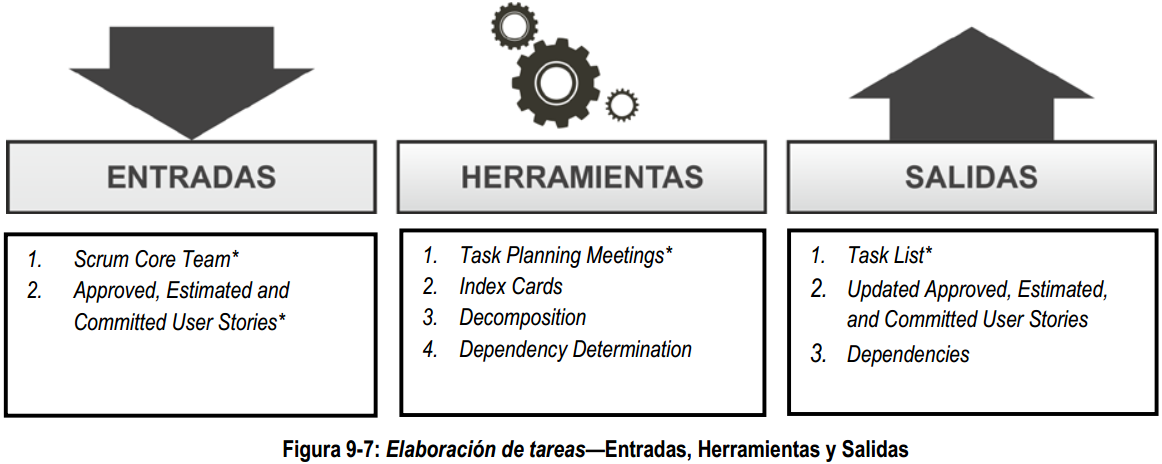 ENTRADAS
1. Scrum Core Team*
2. Approved, Estimated and
Committed User Stories*
HERRAMIENTAS
1. Task Planning Meetings*
2. Index Cards
3. Decomposition
4. Dependency Determination
SALIDAS
1. Task List*
2. Updated Approved, Estimated,
and Committed User Stories
3. Dependencies
Figura 9-7: Elaboración de tareas—Entradas, Herramientas y Salidas